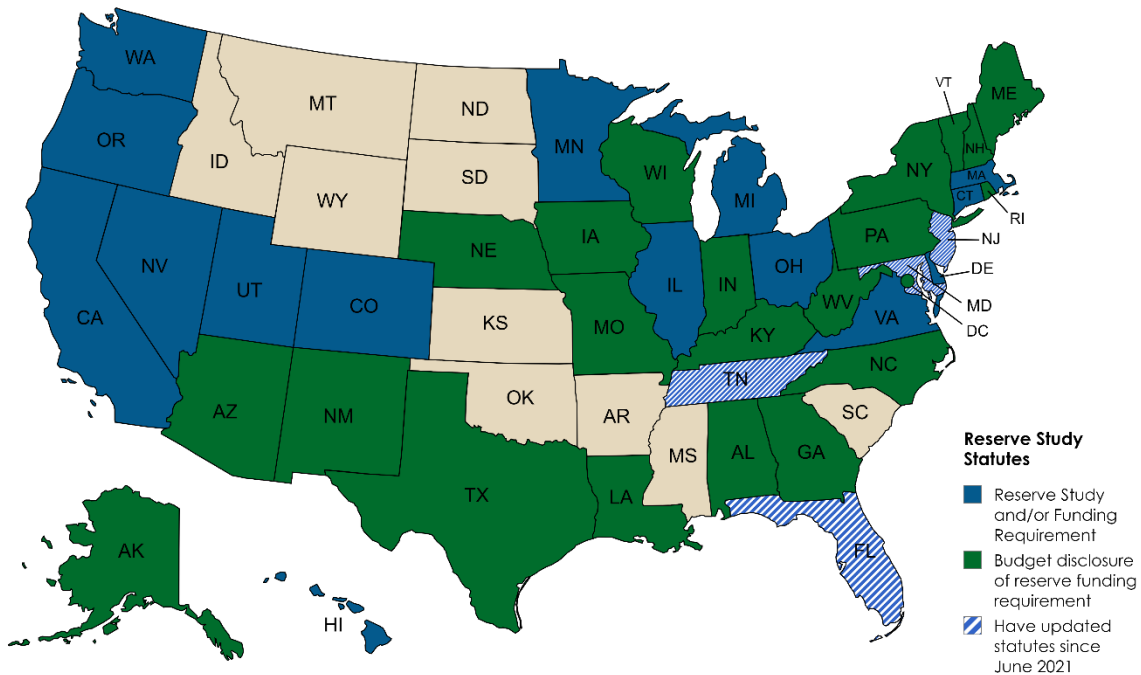 WA
MT
ND
VT
ME
OR
MN
ID
WI
NH
SD
NY
MA
WY
MI
CT
RI
IA
PA
NJ
NE
OH
DE
NV
IN
IL
UT
CO
WV
MD
CA
VA
KS
MO
DC
KY
NC
TN
OK
AZ
NM
AR
SC
MS
AL
GA
TX
LA
AK
FL
HI
Reserve Study
Statutes
Reserve Study
and/or Funding
Requirement
Budget disclosure
of reserve funding
requirement
Have updated
statutes since
June 2021